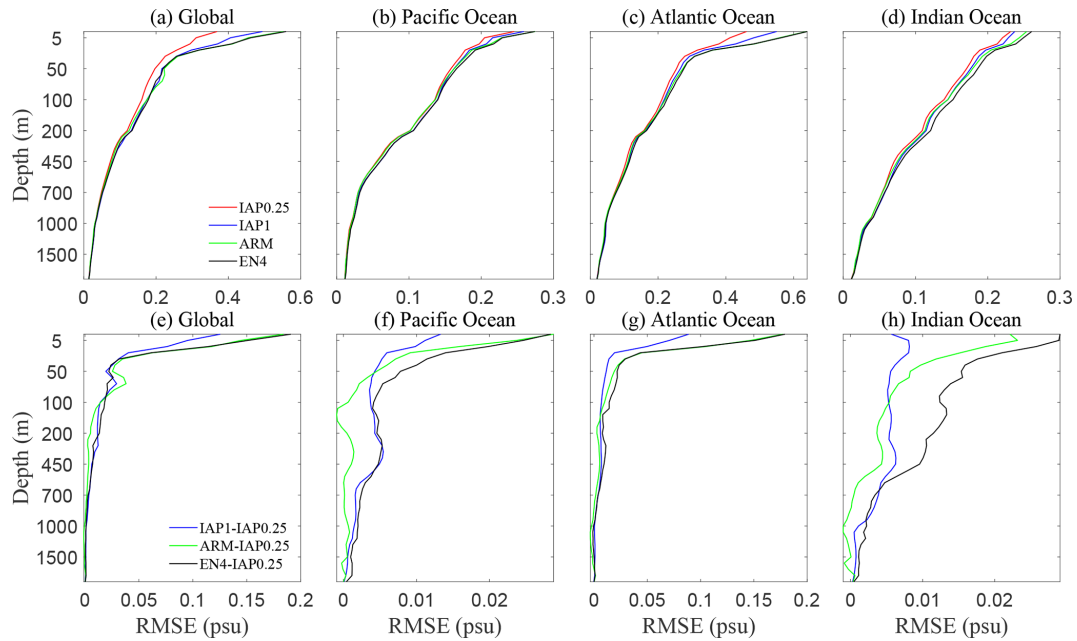 (a) Global
(b) Pacific Ocean
(c) Atlantic Ocean
(d) Indian Ocean
Depth (m)
5
50
100
200
450
700
1000
1500
IAP0.25
IAP1
ARM
EN4
0 0.2 0.4 0.6
0 0.1 0.2 0.3
0 0.2 0.4 0.6
0 0.1 0.2 0.3
(e) Global
(f) Pacific Ocean
(g) Atlantic Ocean
(h) Indian Ocean
Depth (m)
5
50
100
200
450
700
1000
1500
IAP1-IAP0.25
ARM-IAP0.25
EN4-IAP0.25
0 0.05 0.1 0.15 0.2
0 0.01 0.02
0 0.05 0.1 0.15 0.2
0 0.01 0.02
RMSE (psu)
RMSE (psu)
RMSE (psu)
RMSE (psu)